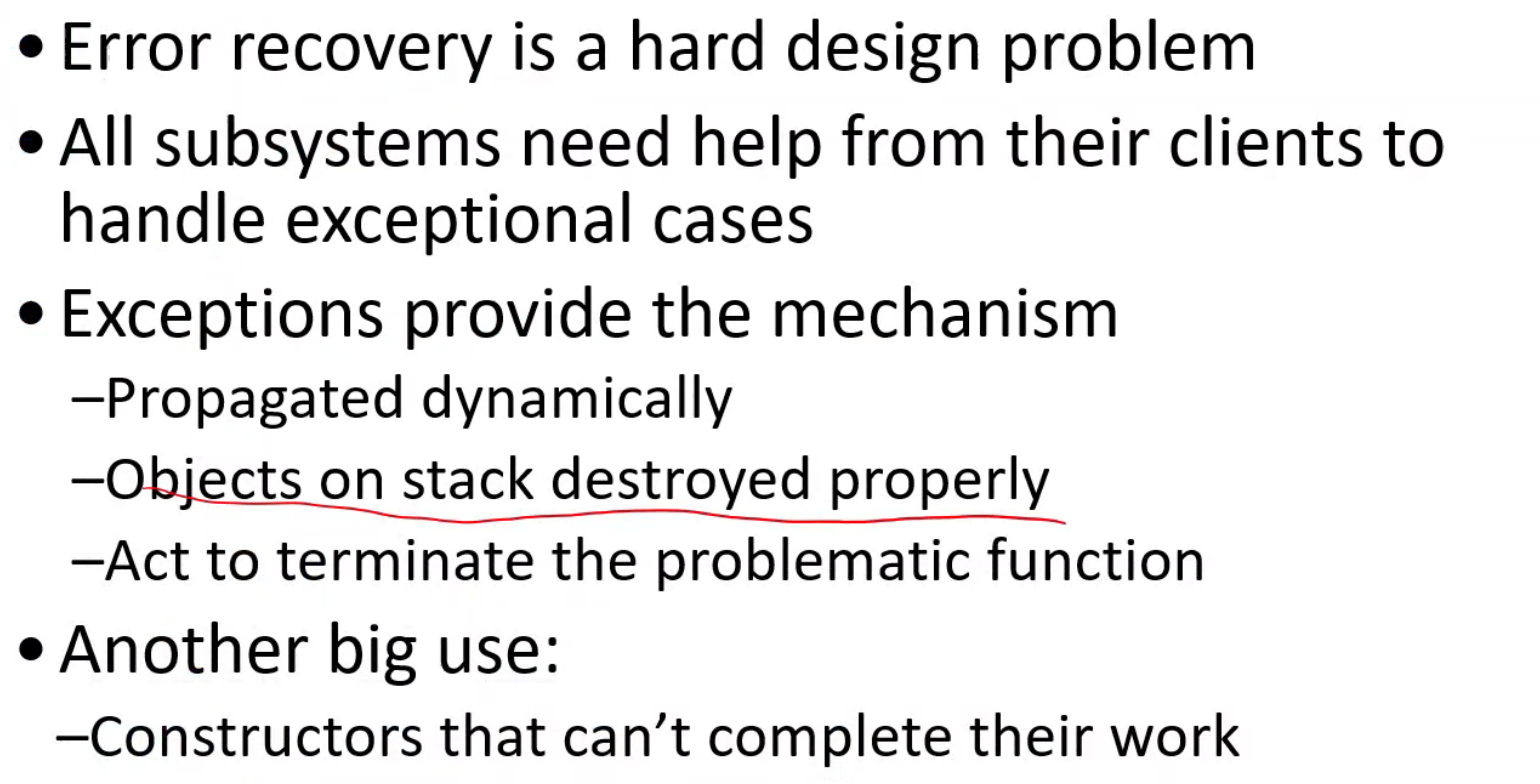 • Error recovery is a hard design problem
• All subsystems need help from their clients to
handle exceptional cases
• Exceptions provide the mechanism
–Propagated dynamically
–Objects on stack destroyed properly
–Act to terminate the problematic function
• Another big use:
–Constructors that can’t complete their work